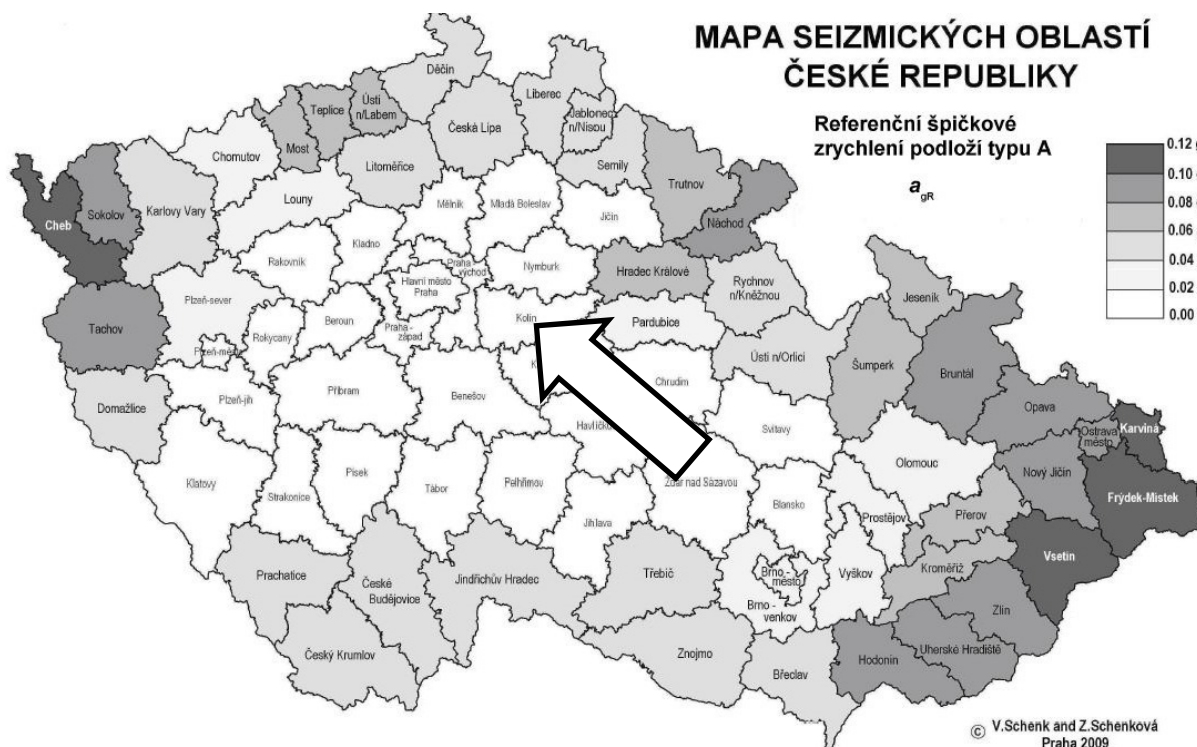 MAPA SEIZMICKÝCH OBLASTÍ
ČESKÉ REPUBLIKY
Referenční špičkové
zrychlení podloží typu A
a
gR
0.12 g
0.10
0.08
0.06
0.04
0.02
0.00
Děčín
Liberec
Ústí
n/Labem
Teplice
Jablonec
n/Nisou
Most
Česká Lípa
Chomutov
Litoměřice
Semily
Trutnov
Louny
Cheb
Sokolov
Karlovy Vary
Mělník
Mladá Boleslav
Jičín
Náchod
Kladno
Rakovník
Praha -
východ
Nymburk
Hradec Králové
Rychnov
n/Kněžnou
Hlavní město
Praha
Jeseník
Plzeň-sever
Kolín
Tachov
Beroun
Praha -
západ
Pardubice
Rokycany
Plzeň-město
Ústí n/Orlicí
Šumperk
Bruntál
Domažlice
Plzeň-jih
Příbram
Benešov
Chrudim
Opava
Svitavy
Ostrava
město
Karviná
Olomouc
Nový Jičín
Klatovy
Strakonice
Písek
Tábor
Pelhřimov
Žďár nad Sázavou
Blansko
Frýdek-Místek
Jihlava
Prostějov
Přerov
Vsetín
Prachatice
České
Budějovice
Jindřichův Hradec
Třebíč
Brno -
město
Vyškov
Kroměříž
Brno -
venkov
Zlín
Český Krumlov
Znojmo
Břeclav
Hodonín
Uherské Hradiště
© V.Schenk and Z.Schenková
Praha 2009